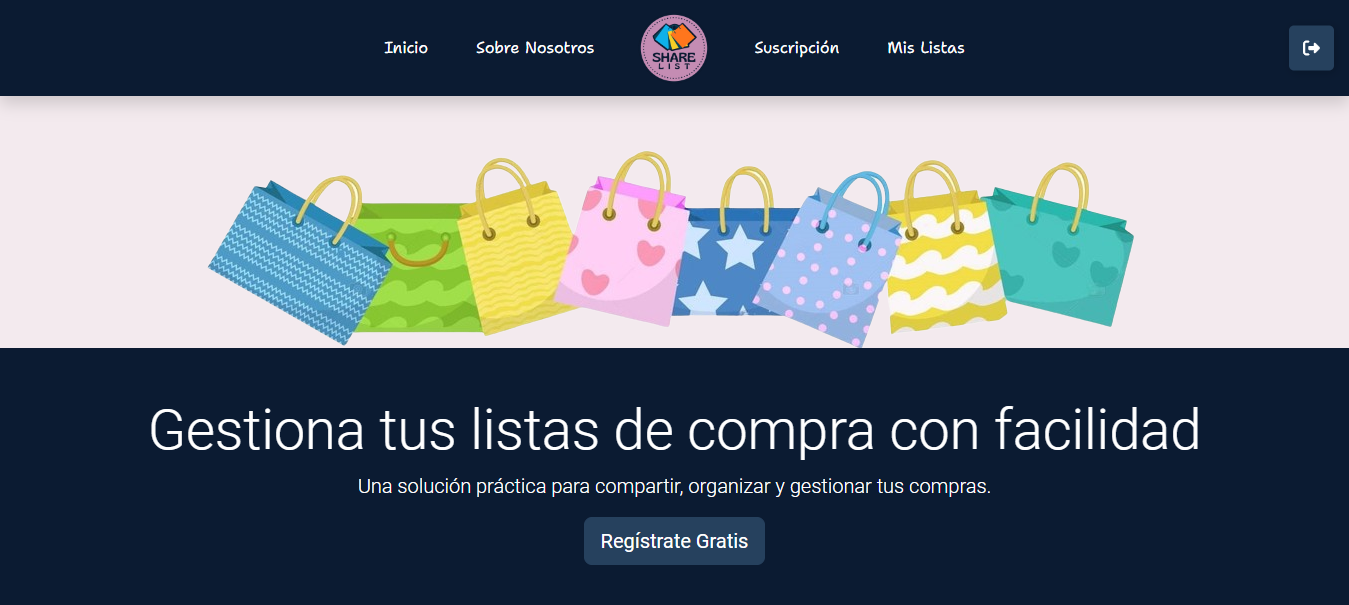 Inicio
Sobre Nosotros
SHARE
LIST
Suscripción
Mis Listas
Gestiona tus listas de compra con facilidad
Una solución práctica para compartir, organizar y gestionar tus compras.
Regístrate Gratis